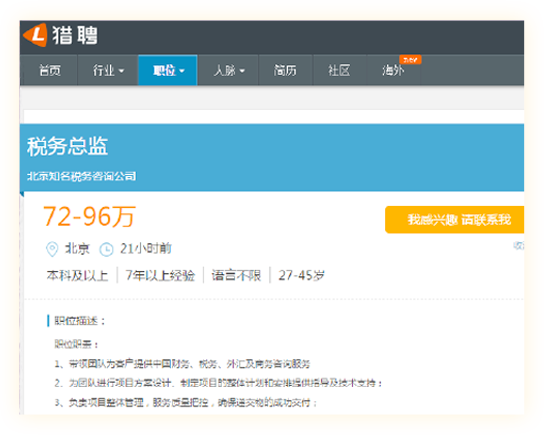 猎聘
首页 行业 职位 人脉 简历 社区 海外 new
税务总监
北京知名税务咨询公司
72-96万
我感兴趣 请联系我
北京 21小时前
本科及以上 7年以上经验 语言不限 27-45岁
职位描述：
职位职责：
1、带领团队为客户提供中国财务、税务、外汇及商务咨询服务
2、为团队进行项目方案设计、制定项目的整体计划和安排提供指导及技术支持；
3、负责项目整体管理，服务质量把控，确保递交物的成功交付；